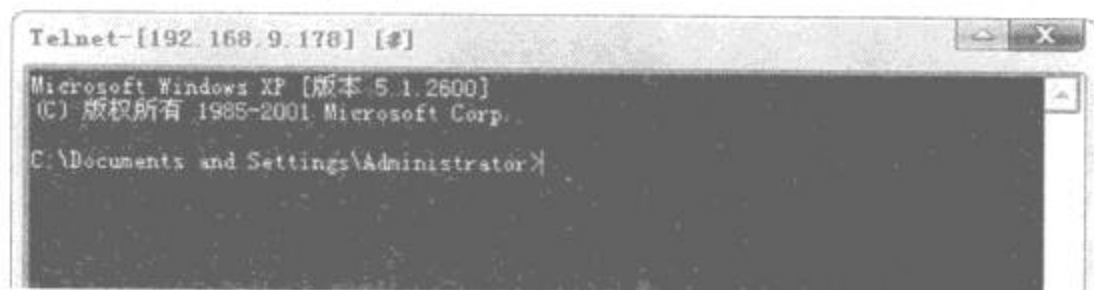 Telnet-[192.168.9.178] [#]
Microsoft Windows XP [版本 5.1.2600]
(C) 版权所有 1985-2001 Microsoft Corp.
C:\Documents and Settings\Administrator>